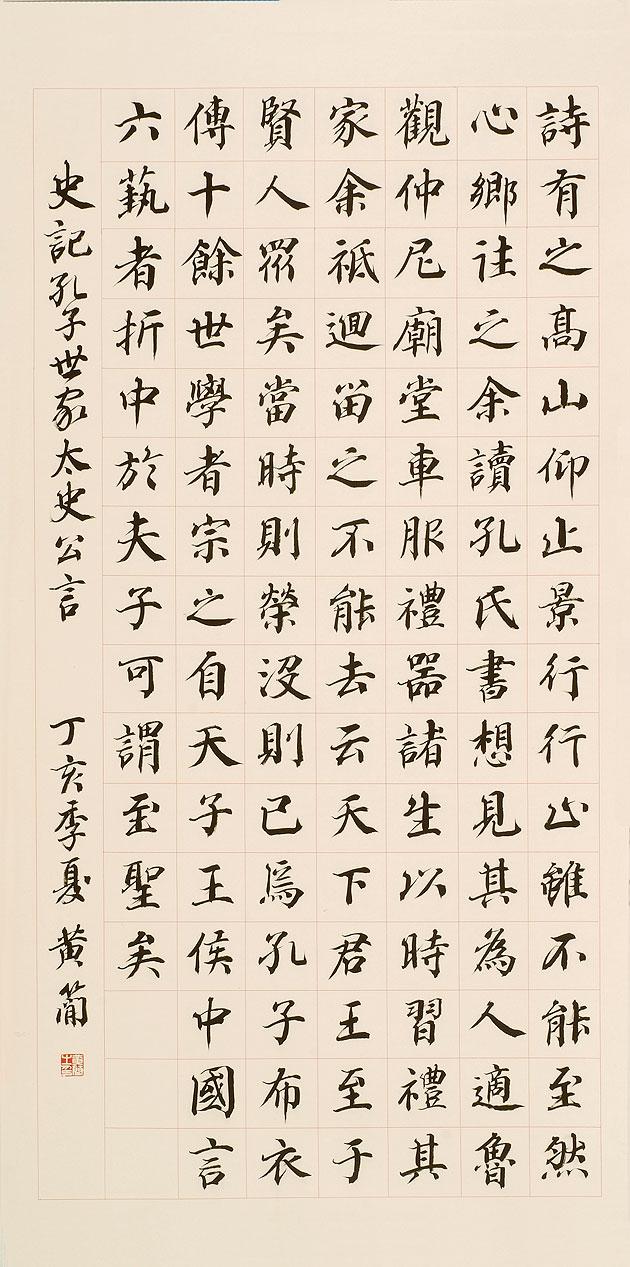 詩有之高山仰止景行行止雖不能至然
心鄉往之余讀孔氏書想見其為人適魯
觀仲尼廟堂車服禮器諸生以時習禮其
家余祗迴留之不能去云天下君王至于
賢人眾矣當時則榮沒則已焉孔子布衣
傳十餘世學者宗之自天子王侯中國言
六藝者折中於夫子可謂至聖矣
史記孔子世家太史公言 丁亥季夏 黃簡